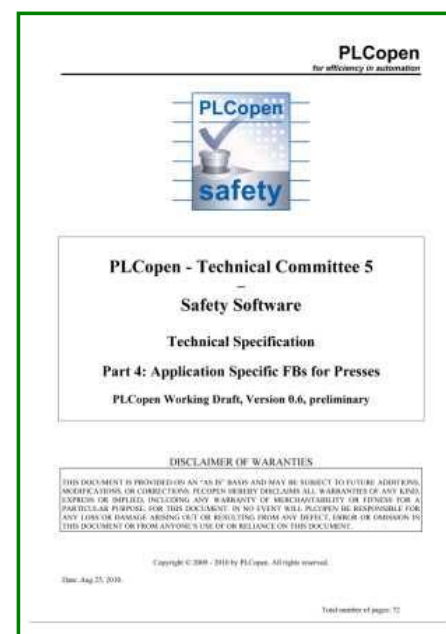 PLCopen
for efficiency in automation
PLCopen
safety
PLCopen - Technical Committee 5
–
Safety Software
Technical Specification
Part 4: Application Specific FBs for Presses
PLCopen Working Draft, Version 0.6, preliminary
DISCLAIMER OF WARANTIES
THIS DOCUMENT IS PROVIDED ON AN "AS IS" BASIS AND MAY BE SUBJECT TO FUTURE ADDITIONS,
MODIFICATIONS, OR CORRECTIONS. PLCOPEN HEREBY DISCLAIMS ALL WARRANTIES OF ANY KIND,
EXPRESS OR IMPLIED, INCLUDING ANY WARRANTY OF MERCHANTABILITY OR FITNESS FOR A
PARTICULAR PURPOSE, FOR THIS DOCUMENT. IN NO EVENT WILL PLCOPEN BE RESPONSIBLE FOR
ANY LOSS OR DAMAGE ARISING OUT OR RESULTING FROM ANY DEFECT, ERROR OR OMISSION IN
THIS DOCUMENT OR FROM ANYONE'S USE OF OR RELIANCE ON THIS DOCUMENT.
Copyright © 2009 - 2010 by PLCopen. All rights reserved.
Date: Aug 25, 2010.
Total number of pages: 72